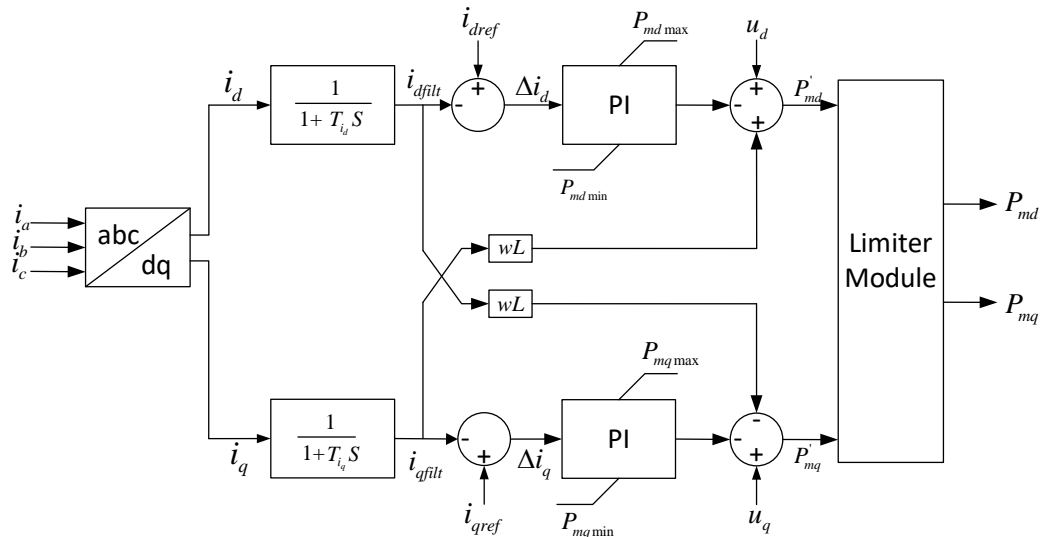 i_dref
P_md max
u_d
i_d
1
1+ T_{i_d} S
i_dfilt
-
+
Δi_d
PI
-
+
+
P'_md
P_md min
i_a
i_b
i_c
abc
dq
wL
wL
Limiter
Module
P_md
P_mq
P_mq max
i_q
1
1+T_{i_q} S
i_qfilt
-
+
Δi_q
PI
-
-
+
P'_mq
i_qref
P_mq min
u_q